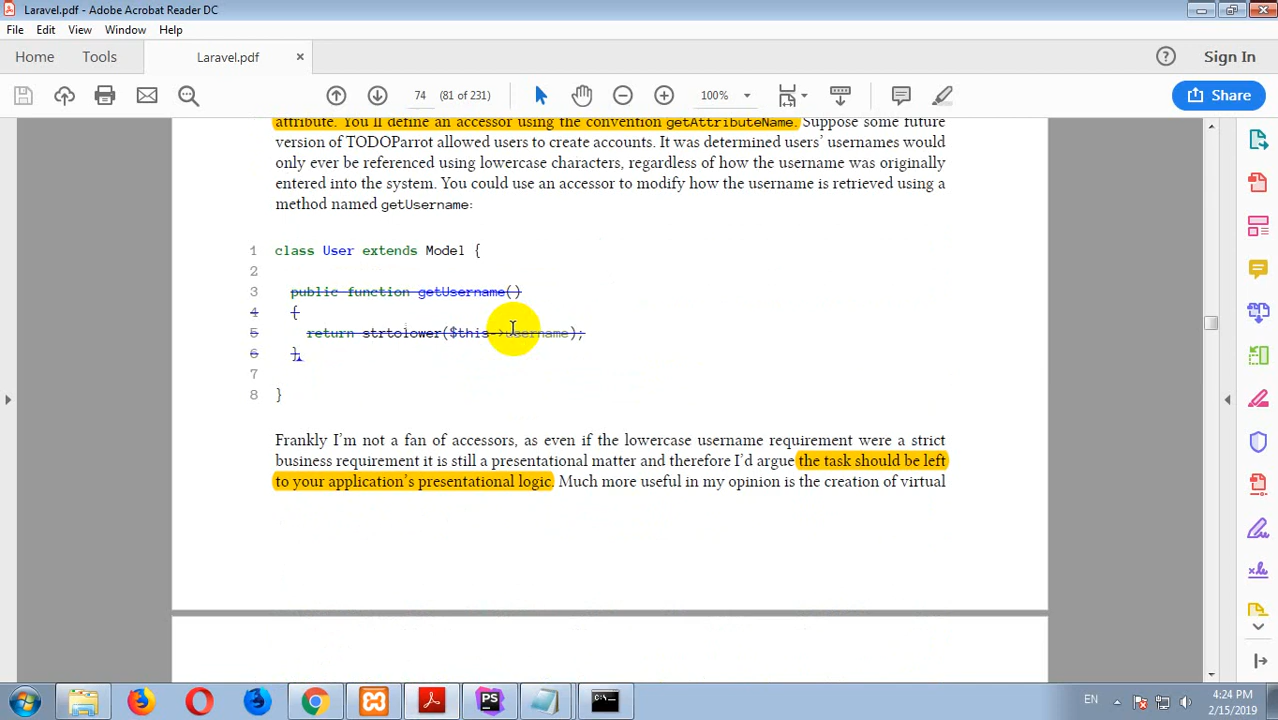 Laravel.pdf - Adobe Acrobat Reader DC
File Edit View Window Help
Home Tools Laravel.pdf × Sign In
74 (81 of 231) 100% Share
attribute. You'll define an accessor using the convention getAttributeName. Suppose some future
version of TODOParrot allowed users to create accounts. It was determined users' usernames would
only ever be referenced using lowercase characters, regardless of how the username was originally
entered into the system. You could use an accessor to modify how the username is retrieved using a
method named getUsername:
1 class User extends Model {
2
3 public function getUsername()
4 {
5 return strtolower($this->username);
6 }
7
8 }
Frankly I'm not a fan of accessors, as even if the lowercase username requirement were a strict
business requirement it is still a presentational matter and therefore I'd argue the task should be left
to your application's presentational logic. Much more useful in my opinion is the creation of virtual
EN 4:24 PM
2/15/2019